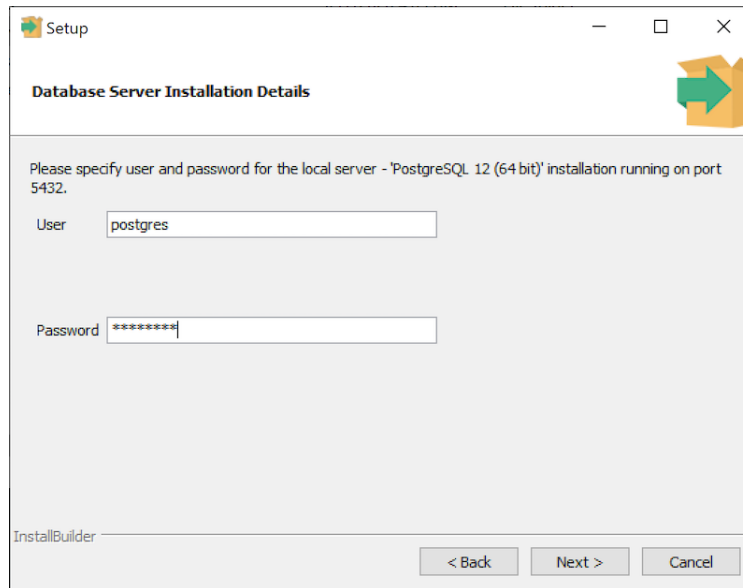 Setup
Database Server Installation Details
Please specify user and password for the local server - 'PostgreSQL 12 (64 bit)' installation running on port
5432.
User postgres
Password ********
InstallBuilder
< Back Next > Cancel